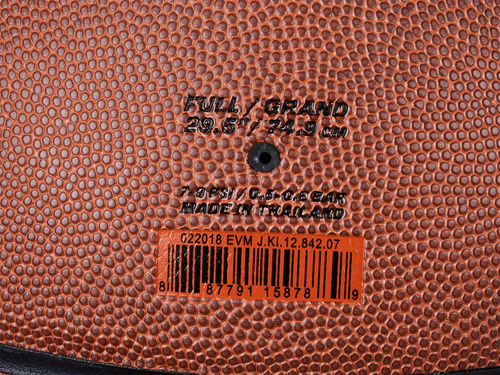 FULL / GRAND
29.5" / 74.9 CM
7-9 PSI / 0.5-0.6 BAR
MADE IN THAILAND
022018 EVM J.KI.12.842.07
8 87791 15878 9